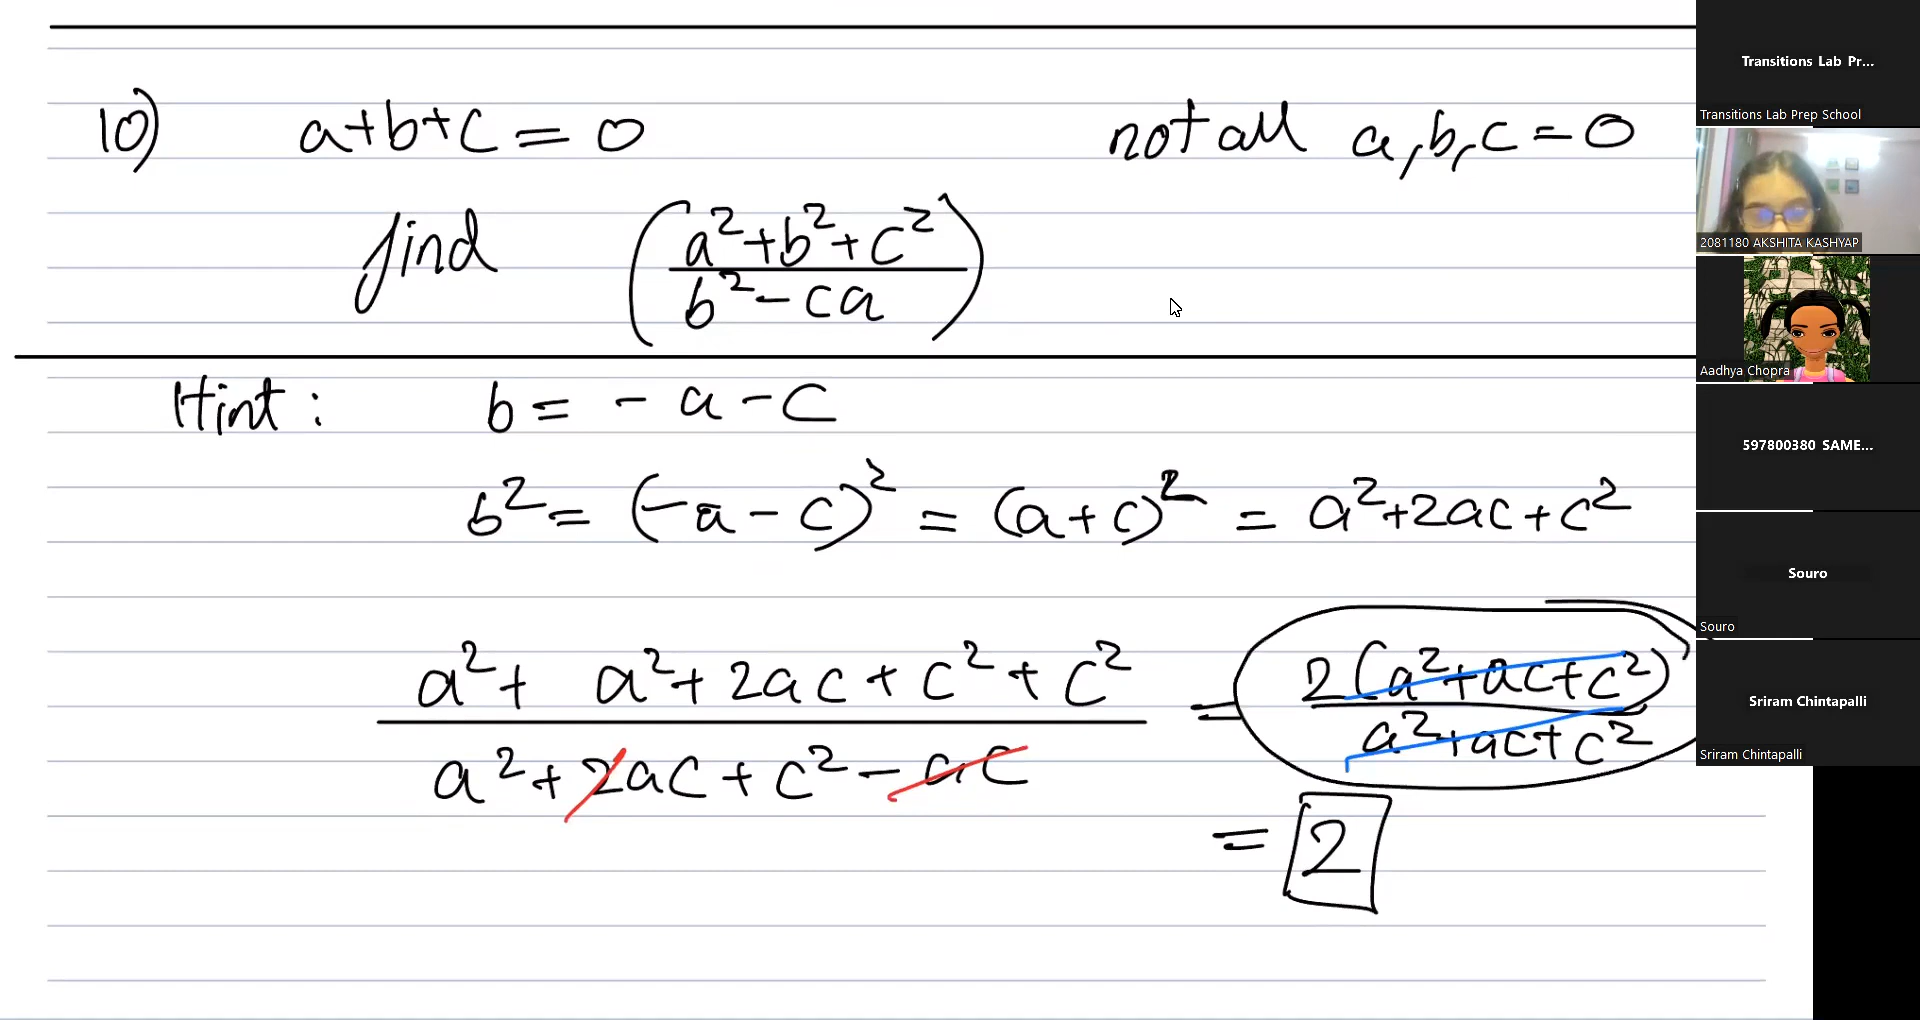 10) a+b+c = 0 not all a, b, c = 0
find (a²+b²+c² / b²-ca)
Hint: b = -a-c
b² = (-a-c)² = (a+c)² = a²+2ac+c²
a²+ a²+2ac+c²+c² / a²+2ac+c²-ac = 2(a²+ac+c²) / a²+ac+c²
= 2
Transitions Lab Pr...
Transitions Lab Prep School
2081180 AKSHITA KASHYAP
Aadhya Chopra
597800380 SAME...
Souro
Souro
Sriram Chintapalli
Sriram Chintapalli